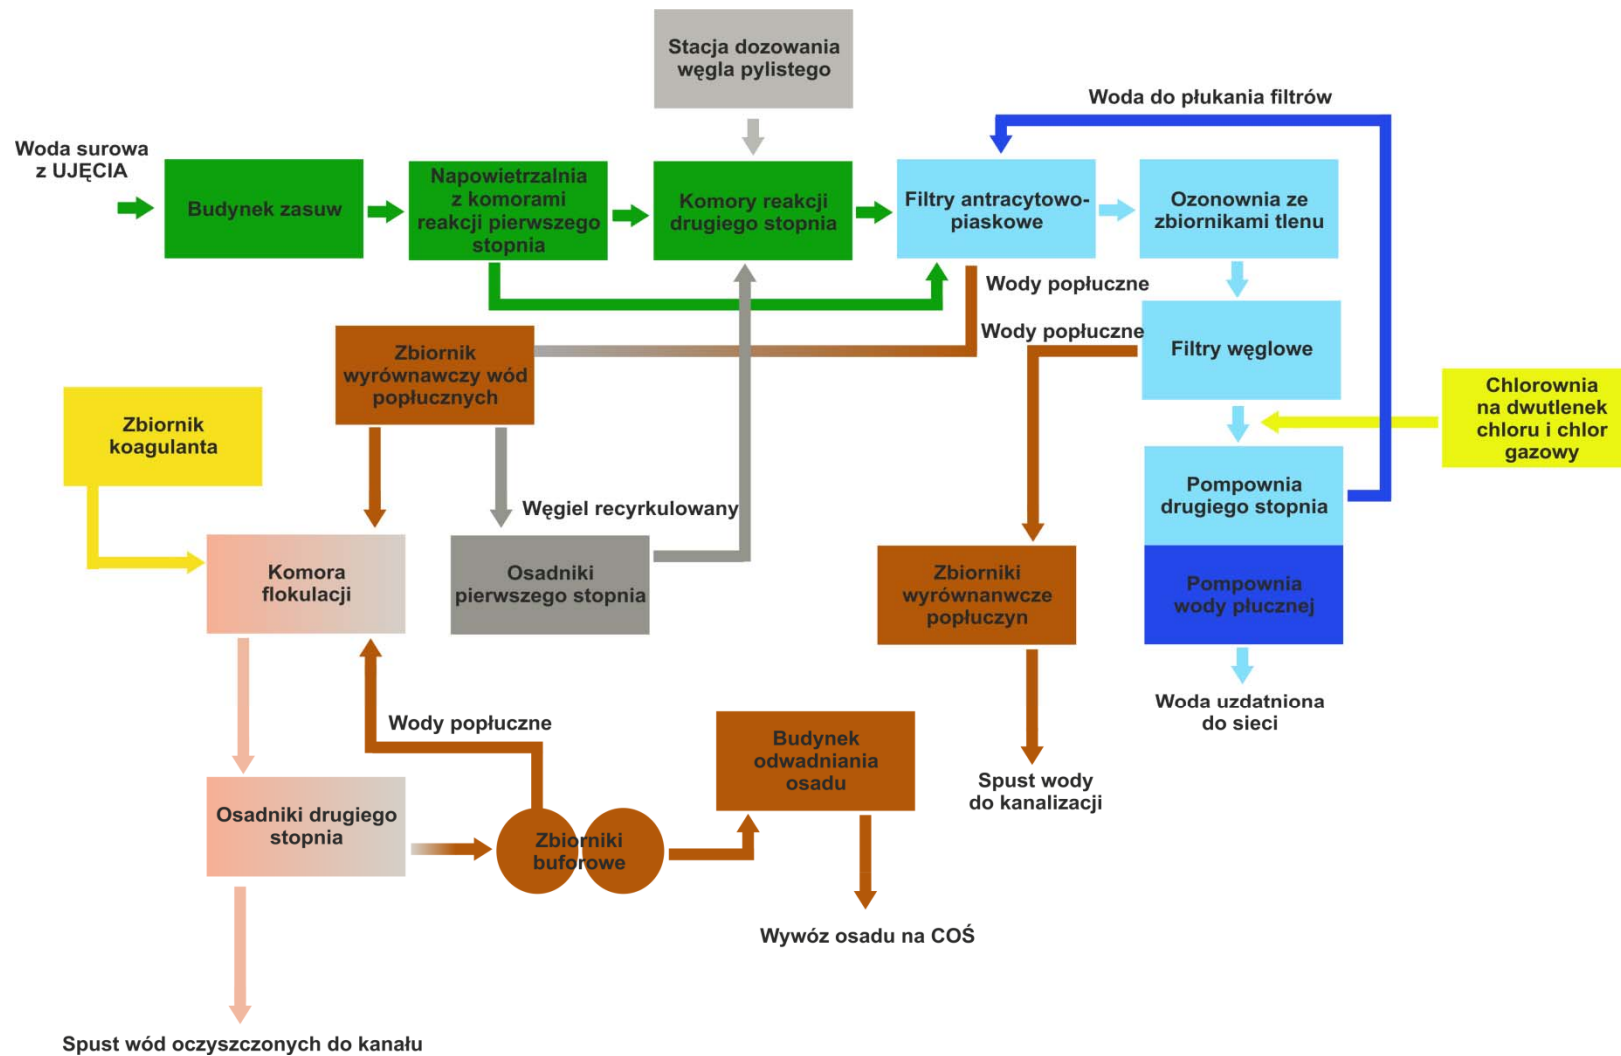 Stacja dozowania
węgla pylistego
Woda do płukania filtrów
Woda surowa
z UJĘCIA
Budynek zasuw
Napowietrzalnia
z komorami
reakcji pierwszego
stopnia
Komory reakcji
drugiego stopnia
Filtry antracytowo-
piaskowe
Ozonownia ze
zbiornikami tlenu
Wody popłuczne
Wody popłuczne
Zbiornik
wyrównawczy wód
popłucznych
Filtry węglowe
Zbiornik
koagulanta
Chlorownia
na dwutlenek
chloru i chlor
gazowy
Pompownia
drugiego stopnia
Węgiel recyrkulowany
Komora
flokulacji
Osadniki
pierwszego stopnia
Zbiorniki
wyrównanwcze
popłuczyn
Pompownia
wody płucznej
Woda uzdatniona
do sieci
Wody popłuczne
Budynek
odwadniania
osadu
Spust wody
do kanalizacji
Osadniki drugiego
stopnia
Zbiorniki
buforowe
Wywóz osadu na COŚ
Spust wód oczyszczonych do kanału